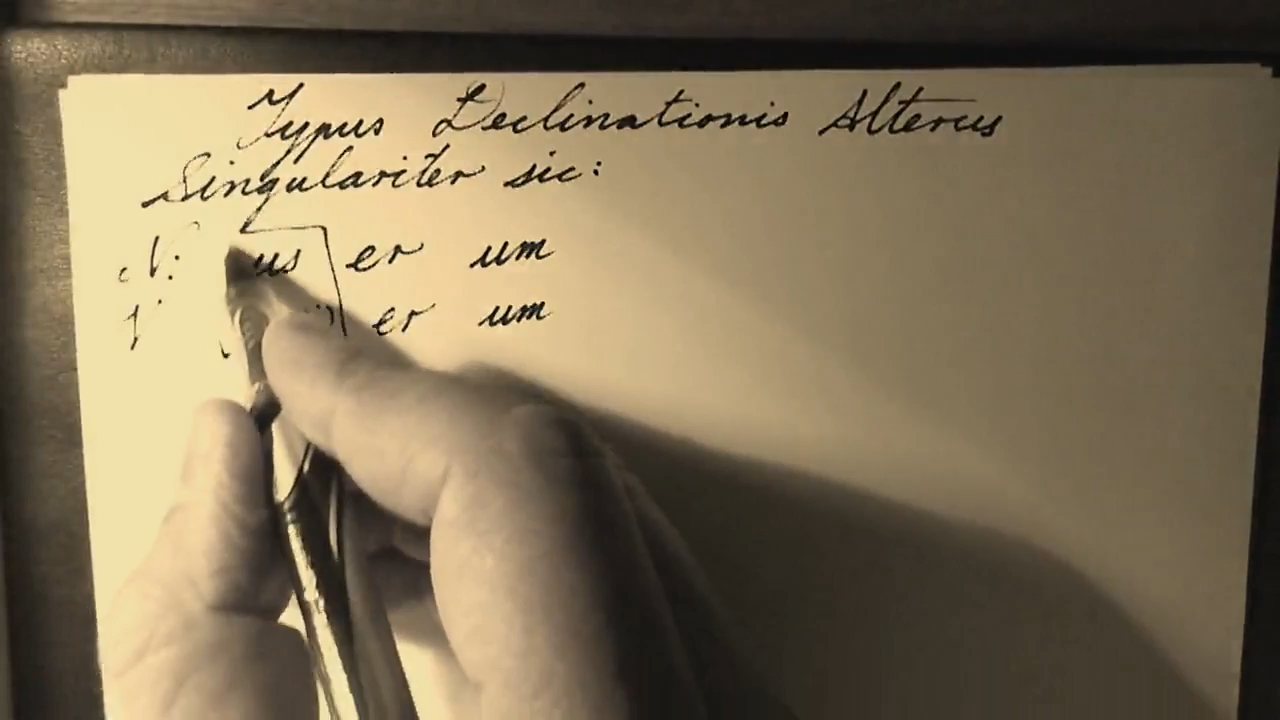 Typus Declinationis Alterus
Singulariter sic:
N: us er um
V er um